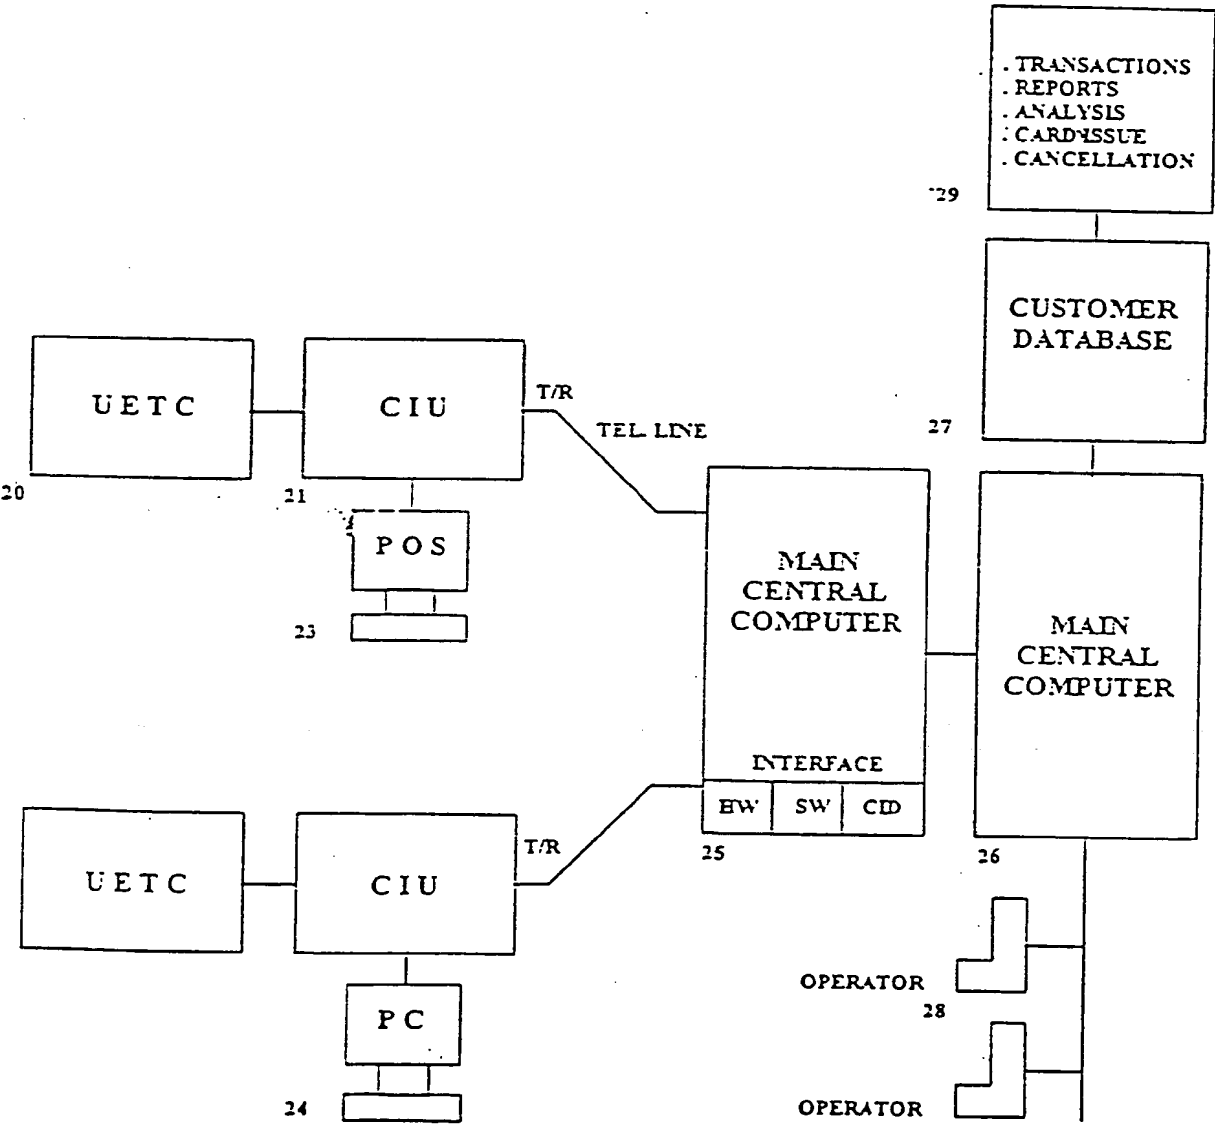 . TRANSACTIONS
. REPORTS
. ANALYSIS
. CARD ISSUE
. CANCELLATION
29
CUSTOMER
DATABASE
27
UETC
CIU
T/R
TEL. LINE
20
21
POS
23
MAIN
CENTRAL
COMPUTER
MAIN
CENTRAL
COMPUTER
INTERFACE
HW SW CID
25
26
UETC
CIU
T/R
PC
24
OPERATOR
28
OPERATOR